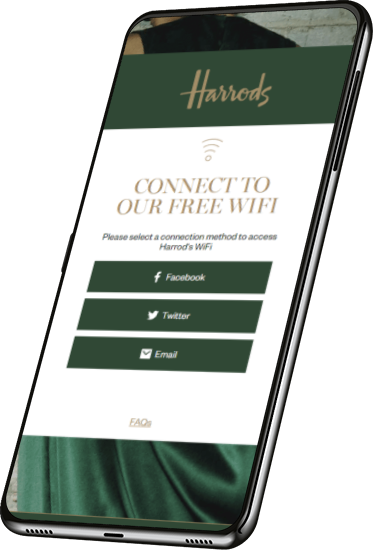 Harrods
CONNECT TO
OUR FREE WIFI
Please select a connection method to access
Harrod's WiFi
Facebook
Twitter
Email
FAQs